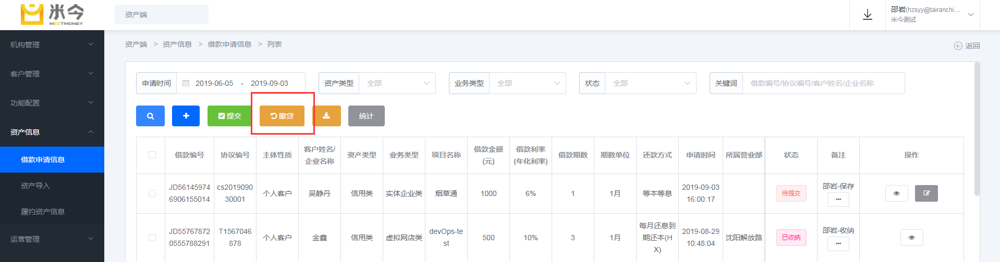 米今
MEETMONEY
资产端
邵岩(hzsyy@tairanchi...
米今测试
机构管理
客户管理
功能配置
资产信息
借款申请信息
资产导入
履约资产信息
运营管理
资产端 > 资产信息 > 借款申请信息 > 列表
返回
申请时间 2019-06-05 - 2019-09-03 资产类型 全部 业务类型 全部 状态 全部 关键词 借款编号/协议编号/客户姓名/企业名称
提交 撤贷 统计
借款编号 协议编号 主体性质 客户姓名/ 资产类型 业务类型 项目名称 借款金额 借款利率 借款期数 期数单位 还款方式 申请时间 所属营业部 状态 备注 操作
企业名称 (元) (年化利率)
JD56145974 cs2019090 个人客户 吴静丹 信用类 实体企业类 烟草通 1000 6% 1 1月 等本等息 2019-09-03 待提交 邵岩-保存
6906155014 30001 16:00:17 ...
JD55767872 T1567046 个人客户 金鑫 信用类 虚拟网店类 devOps-te 500 10% 3 1月 每月还息到 2019-08-29 沈阳解放路 已收纳 邵岩-收纳
0555788291 878 st 期还本(H 10:48:04 ...
X)